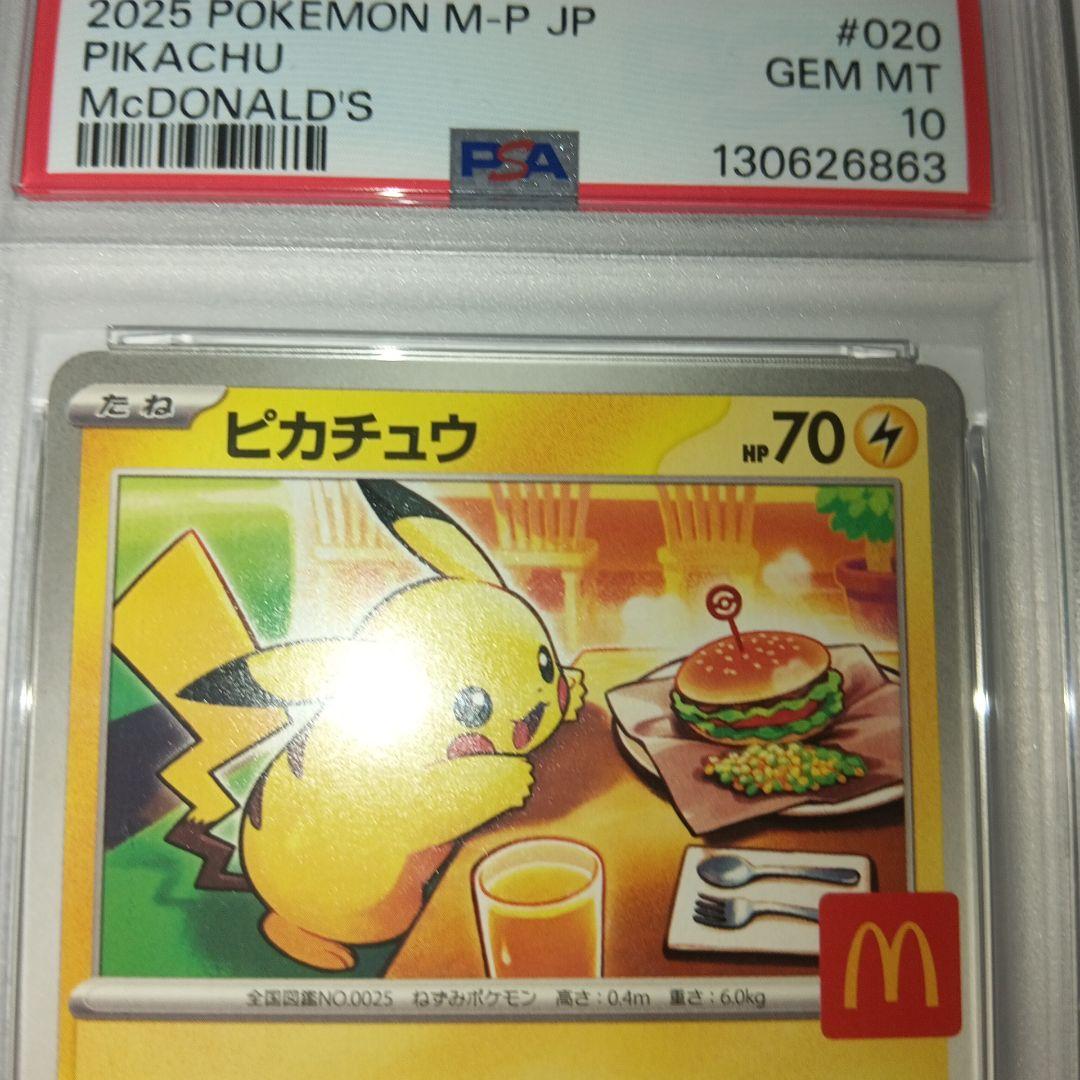 2025 POKEMON M-P JP
#020
PIKACHU
GEM MT
McDONALD'S
10
PSA
130626863
たね
ピカチュウ
HP70
全国図鑑NO.0025 ねずみポケモン 高さ:0.4m 重さ:6.0kg
M